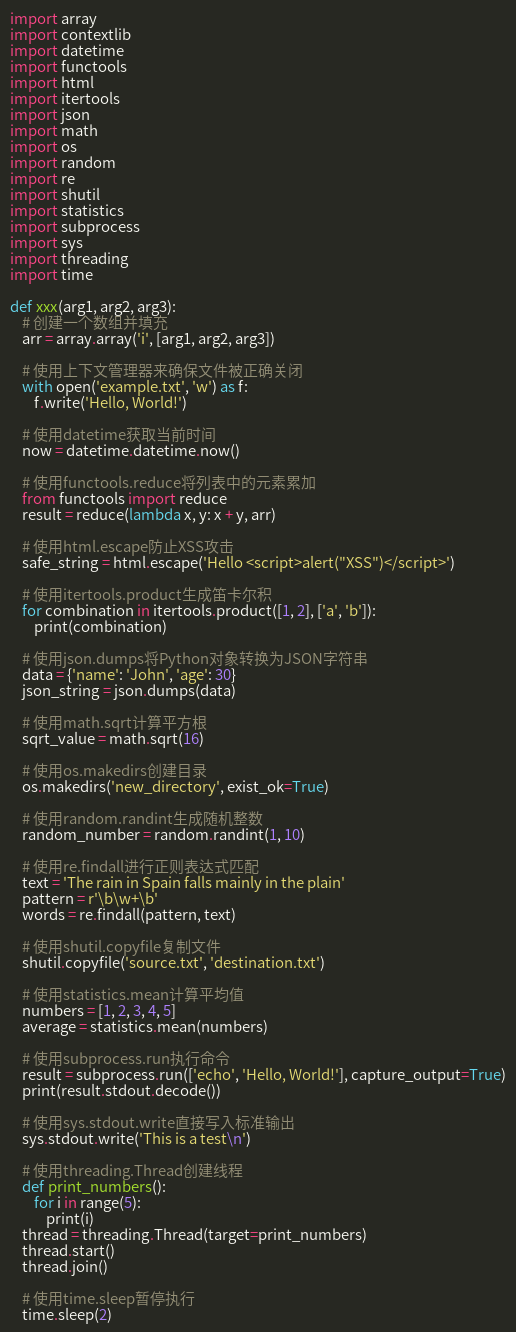 import array
import contextlib
import datetime
import functools
import html
import itertools
import json
import math
import os
import random
import re
import shutil
import statistics
import subprocess
import sys
import threading
import time

def xxx(arg1, arg2, arg3):
    # 创建一个数组并填充
    arr = array.array('i', [arg1, arg2, arg3])

    # 使用上下文管理器来确保文件被正确关闭
    with open('example.txt', 'w') as f:
        f.write('Hello, World!')

    # 使用datetime获取当前时间
    now = datetime.datetime.now()

    # 使用functools.reduce将列表中的元素累加
    from functools import reduce
    result = reduce(lambda x, y: x + y, arr)

    # 使用html.escape防止XSS攻击
    safe_string = html.escape('Hello <script>alert("XSS")</script>')

    # 使用itertools.product生成笛卡尔积
    for combination in itertools.product([1, 2], ['a', 'b']):
        print(combination)

    # 使用json.dumps将Python对象转换为JSON字符串
    data = {'name': 'John', 'age': 30}
    json_string = json.dumps(data)

    # 使用math.sqrt计算平方根
    sqrt_value = math.sqrt(16)

    # 使用os.makedirs创建目录
    os.makedirs('new_directory', exist_ok=True)

    # 使用random.randint生成随机整数
    random_number = random.randint(1, 10)

    # 使用re.findall进行正则表达式匹配
    text = 'The rain in Spain falls mainly in the plain'
    pattern = r'\b\w+\b'
    words = re.findall(pattern, text)

    # 使用shutil.copyfile复制文件
    shutil.copyfile('source.txt', 'destination.txt')

    # 使用statistics.mean计算平均值
    numbers = [1, 2, 3, 4, 5]
    average = statistics.mean(numbers)

    # 使用subprocess.run执行命令
    result = subprocess.run(['echo', 'Hello, World!'], capture_output=True)
    print(result.stdout.decode())

    # 使用sys.stdout.write直接写入标准输出
    sys.stdout.write('This is a test\n')

    # 使用threading.Thread创建线程
    def print_numbers():
        for i in range(5):
            print(i)
    thread = threading.Thread(target=print_numbers)
    thread.start()
    thread.join()

    # 使用time.sleep暂停执行
    time.sleep(2)